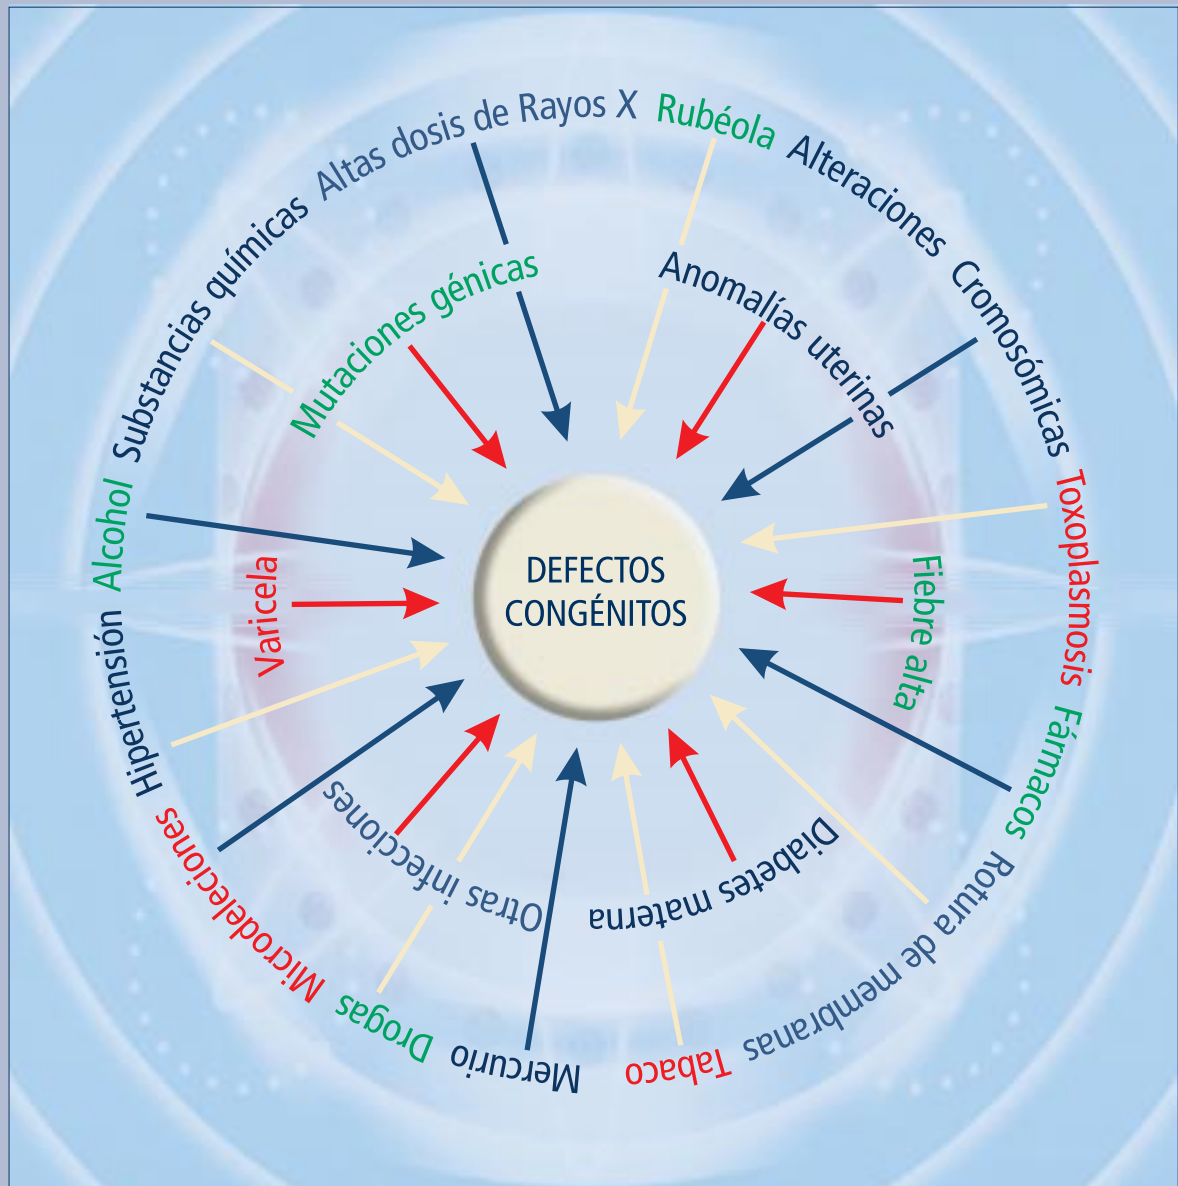 Altas dosis de Rayos X
Rubéola
Alteraciones Cromosómicas
Toxoplasmosis
Fármacos
Rotura de membranas
Tabaco
Mercurio
Drogas
Microdeleciones
Hipertensión
Alcohol
Substancias químicas
Mutaciones génicas
Anomalías uterinas
Fiebre alta
Diabetes materna
Otras infecciones
Varicela
DEFECTOS
CONGÉNITOS